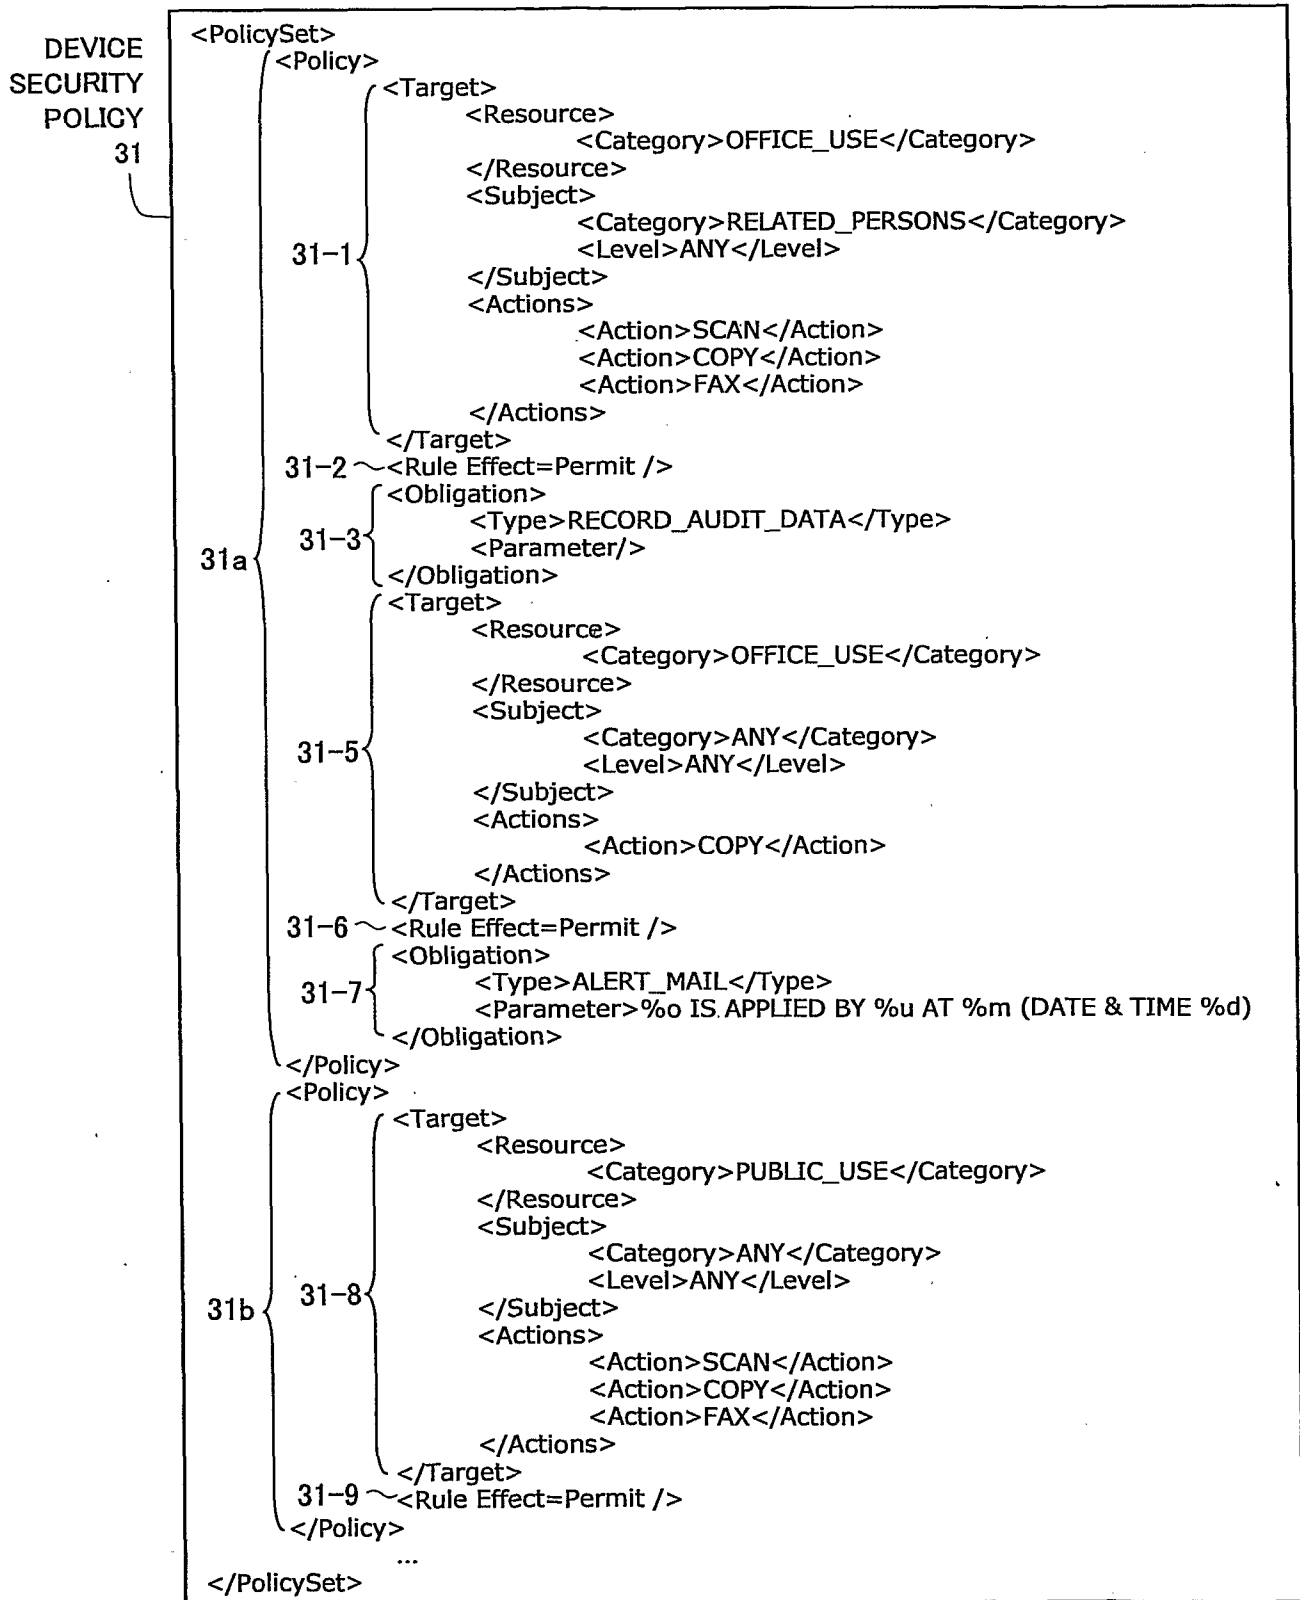 DEVICE
SECURITY
POLICY
31
<PolicySet>
31a
<Policy>
31-1
<Target>
<Resource>
<Category>OFFICE_USE</Category>
</Resource>
<Subject>
<Category>RELATED_PERSONS</Category>
<Level>ANY</Level>
</Subject>
<Actions>
<Action>SCAN</Action>
<Action>COPY</Action>
<Action>FAX</Action>
</Actions>
</Target>
31-2 <Rule Effect=Permit />
31-3
<Obligation>
<Type>RECORD_AUDIT_DATA</Type>
<Parameter/>
</Obligation>
31-5
<Target>
<Resource>
<Category>OFFICE_USE</Category>
</Resource>
<Subject>
<Category>ANY</Category>
<Level>ANY</Level>
</Subject>
<Actions>
<Action>COPY</Action>
</Actions>
</Target>
31-6 <Rule Effect=Permit />
31-7
<Obligation>
<Type>ALERT_MAIL</Type>
<Parameter>%o IS APPLIED BY %u AT %m (DATE & TIME %d)
</Obligation>
</Policy>
31b
<Policy>
31-8
<Target>
<Resource>
<Category>PUBLIC_USE</Category>
</Resource>
<Subject>
<Category>ANY</Category>
<Level>ANY</Level>
</Subject>
<Actions>
<Action>SCAN</Action>
<Action>COPY</Action>
<Action>FAX</Action>
</Actions>
</Target>
31-9 <Rule Effect=Permit />
</Policy>
...
</PolicySet>